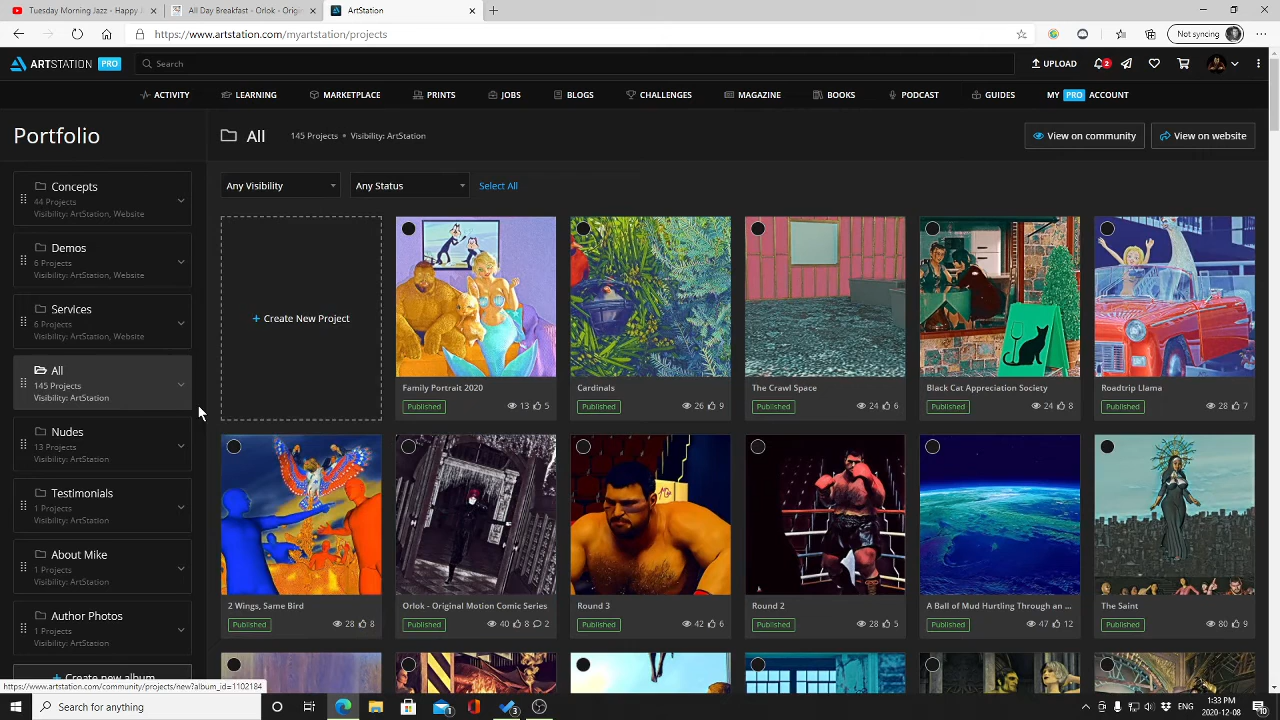 Tuesday Morning Jazz - Happy
All Day Breakfast - Orlok - Origi
ArtStation
https://www.artstation.com/myartstation/projects
Not syncing
ARTSTATION PRO
Search
UPLOAD
2
ACTIVITY
LEARNING
MARKETPLACE
PRINTS
JOBS
BLOGS
CHALLENGES
MAGAZINE
BOOKS
PODCAST
GUIDES
MY PRO ACCOUNT
Portfolio
All
145 Projects • Visibility: ArtStation
View on community
View on website
Concepts
44 Projects
Visibility: ArtStation, Website
Demos
6 Projects
Visibility: ArtStation, Website
Services
6 Projects
Visibility: ArtStation, Website
All
145 Projects
Visibility: ArtStation
Nudes
13 Projects
Visibility: ArtStation
Testimonials
1 Projects
Visibility: ArtStation
About Mike
1 Projects
Visibility: ArtStation
Author Photos
1 Projects
Visibility: ArtStation
+ Create new album
Any Visibility
Any Status
Select All
+ Create New Project
Family Portrait 2020
Published
13 5
Cardinals
Published
26 9
The Crawl Space
Published
24 6
Black Cat Appreciation Society
Published
24 8
Roadtrip Llama
Published
28 7
2 Wings, Same Bird
Published
28 8
Orlok - Original Motion Comic Series
Published
40 8 2
Round 3
Published
42 6
Round 2
Published
28 5
A Ball of Mud Hurtling Through an ...
Published
47 12
The Saint
Published
80 9
https://www.artstation.com/community/projects/new?album_id=1102184
Search for anything
1
3
1:33 PM
2020-12-08